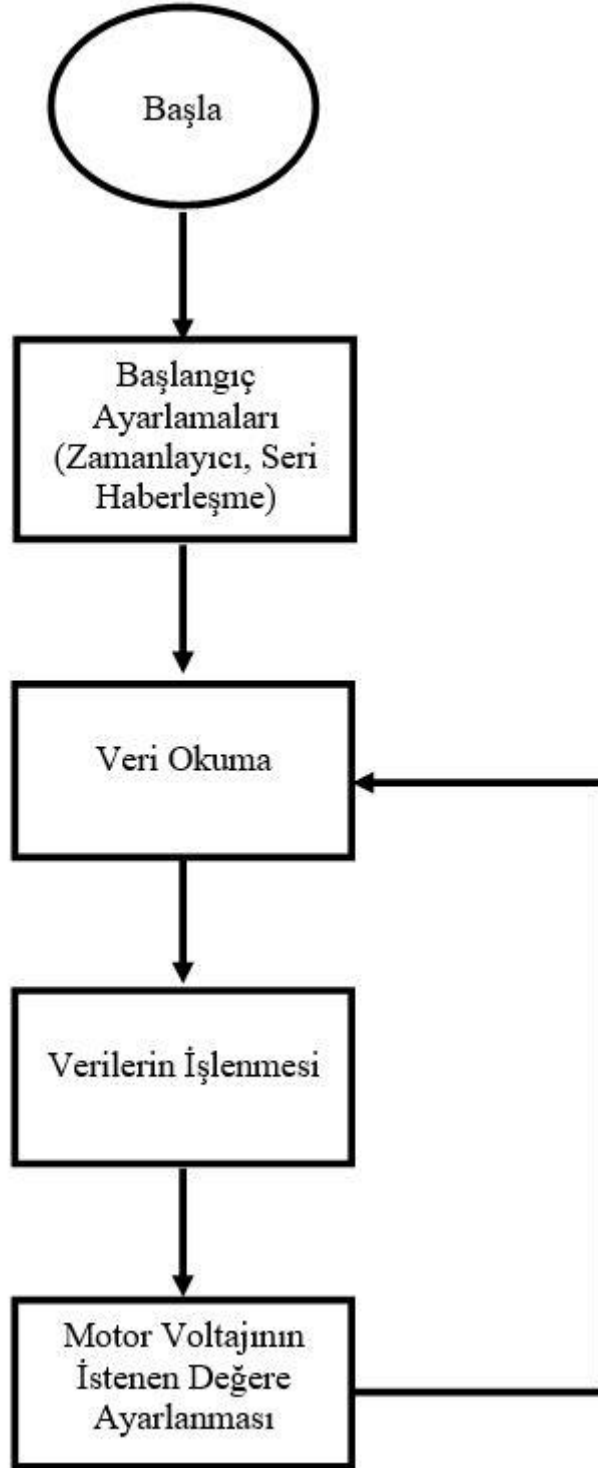 Başla
Başlangıç
Ayarlamaları
(Zamanlayıcı, Seri
Haberleşme)
Veri Okuma
Verilerin İşlenmesi
Motor Voltajının
İstenen Değere
Ayarlanması